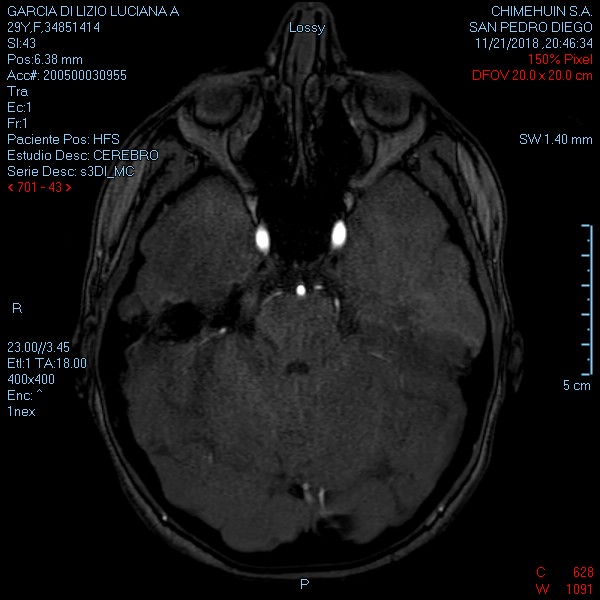 GARCIA DI LIZIO LUCIANA A
29Y,F,34851414
Sl:43
Pos:6.38 mm
Acc#: 200500030955
Tra
Ec:1
Fr:1
Paciente Pos: HFS
Estudio Desc: CEREBRO
Serie Desc: s3DI_MC
< 701 - 43 >
Lossy
CHIMEHUIN S.A.
SAN PEDRO DIEGO
11/21/2018 ,20:46:34
150% Pixel
DFOV 20.0 x 20.0 cm
SW 1.40 mm
R
23.00//3.45
Etl:1 TA:18.00
400x400
Enc: ^
1nex
5 cm
P
C 628
W 1091